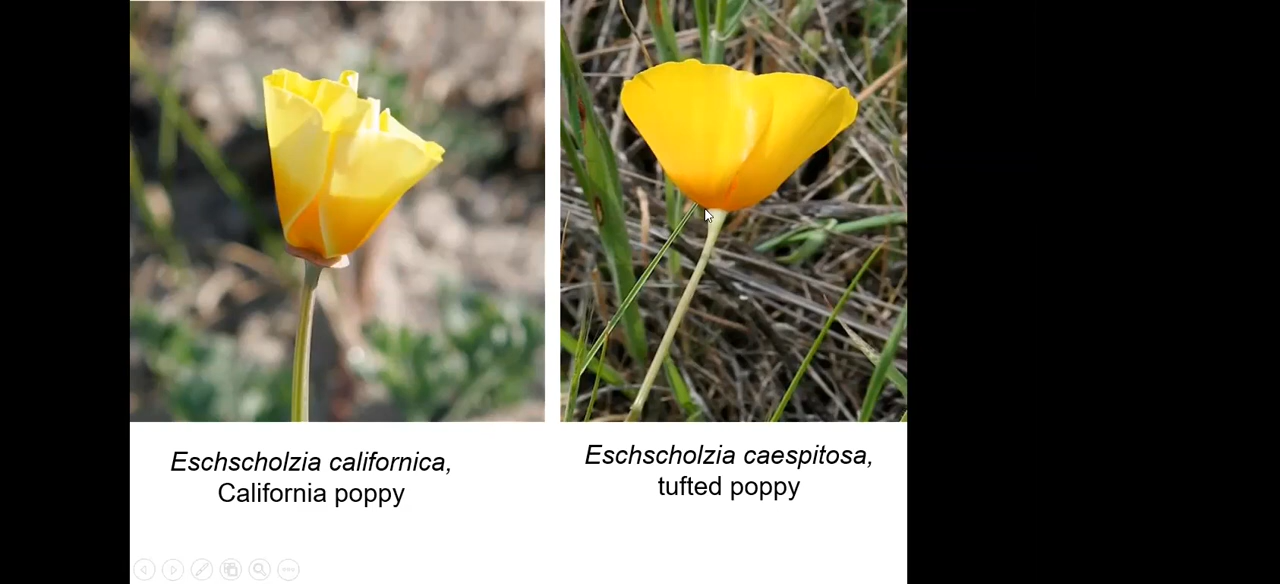 Eschscholzia californica,
California poppy
Eschscholzia caespitosa,
tufted poppy